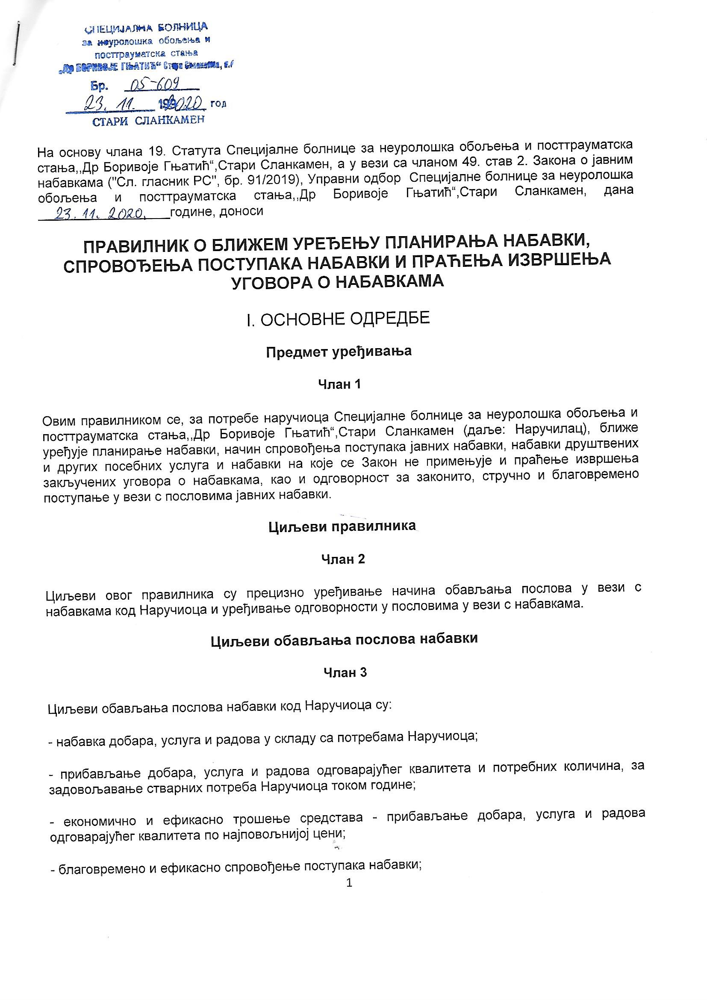 СПЕЦИЈАЛНА БОЛНИЦА
за неуролошка обољења и
посттрауматска стања
„Др БОРИВОЈЕ ГЊАТИЋ“
Бр. 05-609
23. 11. 2020 год
СТАРИ СЛАНКАМЕН
На основу члана 19. Статута Специјалне болнице за неуролошка обољења и посттрауматска
стања,,Др Боривоје Гњатић“,Стари Сланкамен, а у вези са чланом 49. став 2. Закона о јавним
набавкама ("Сл. гласник РС", бр. 91/2019), Управни одбор Специјалне болнице за неуролошка
обољења и посттрауматска стања,,Др Боривоје Гњатић“,Стари Сланкамен, дана
23. 11. 2020. године, доноси
ПРАВИЛНИК О БЛИЖЕМ УРЕЂЕЊУ ПЛАНИРАЊА НАБАВКИ,
СПРОВОЂЕЊА ПОСТУПАКА НАБАВКИ И ПРАЋЕЊА ИЗВРШЕЊА
УГОВОРА О НАБАВКАМА
I. ОСНОВНЕ ОДРЕДБЕ
Предмет уређивања
Члан 1
Овим правилником се, за потребе наручиоца Специјалне болнице за неуролошка обољења и
посттрауматска стања,,Др Боривоје Гњатић“,Стари Сланкамен (даље: Наручилац), ближе
уређује планирање набавки, начин спровођења поступака јавних набавки, набавки друштвених
и других посебних услуга и набавки на које се Закон не примењује и праћење извршења
закључених уговора о набавкама, као и одговорност за законито, стручно и благовремено
поступање у вези с пословима јавних набавки.
Циљеви правилника
Члан 2
Циљеви овог правилника су прецизно уређивање начина обављања послова у вези с
набавкама код Наручиоца и уређивање одговорности у пословима у вези с набавкама.
Циљеви обављања послова набавки
Члан 3
Циљеви обављања послова набавки код Наручиоца су:
- набавка добара, услуга и радова у складу са потребама Наручиоца;
- прибављање добара, услуга и радова одговарајућег квалитета и потребних количина, за
задовољавање стварних потреба Наручиоца током године;
- економично и ефикасно трошење средстава - прибављање добара, услуга и радова
одговарајућег квалитета по најповољнијој цени;
- благовремено и ефикасно спровођење поступака набавки;
1